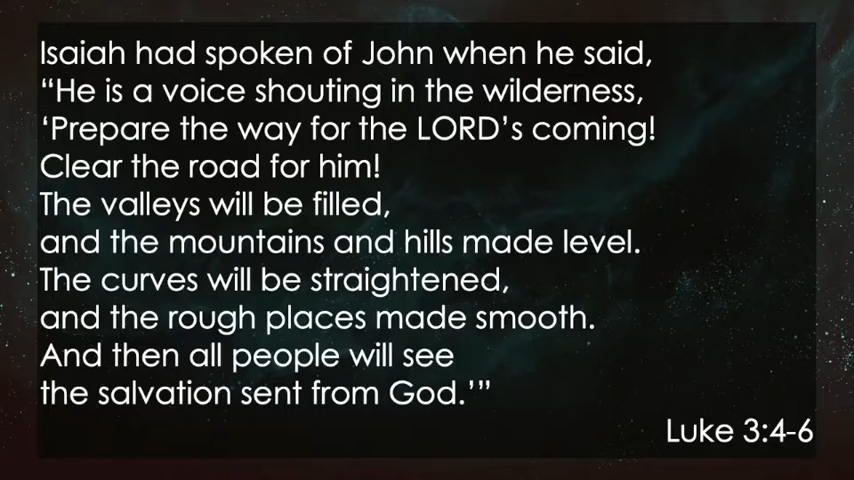 Isaiah had spoken of John when he said,
“He is a voice shouting in the wilderness,
‘Prepare the way for the LORD’s coming!
Clear the road for him!
The valleys will be filled,
and the mountains and hills made level.
The curves will be straightened,
and the rough places made smooth.
And then all people will see
the salvation sent from God.’”
Luke 3:4-6